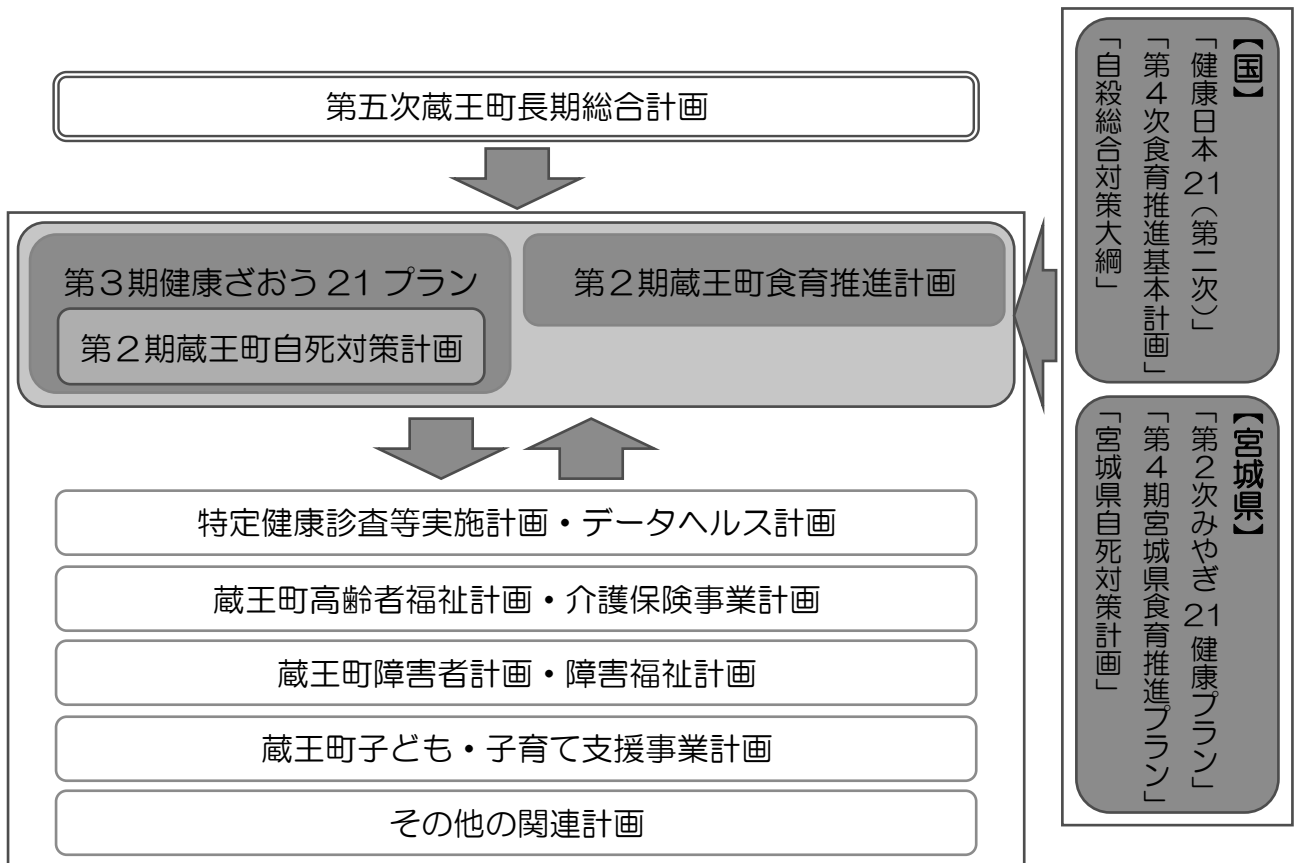 第五次蔵王町長期総合計画
第３期健康ざおう 21 プラン
第２期蔵王町自死対策計画
第２期蔵王町食育推進計画
特定健康診査等実施計画・データヘルス計画
蔵王町高齢者福祉計画・介護保険事業計画
蔵王町障害者計画・障害福祉計画
蔵王町子ども・子育て支援事業計画
その他の関連計画
【国】
「健康日本 21（第二次）」
「第４次食育推進基本計画」
「自殺総合対策大綱」
【宮城県】
「第２次みやぎ 21 健康プラン」
「第４期宮城県食育推進プラン」
「宮城県自死対策計画」